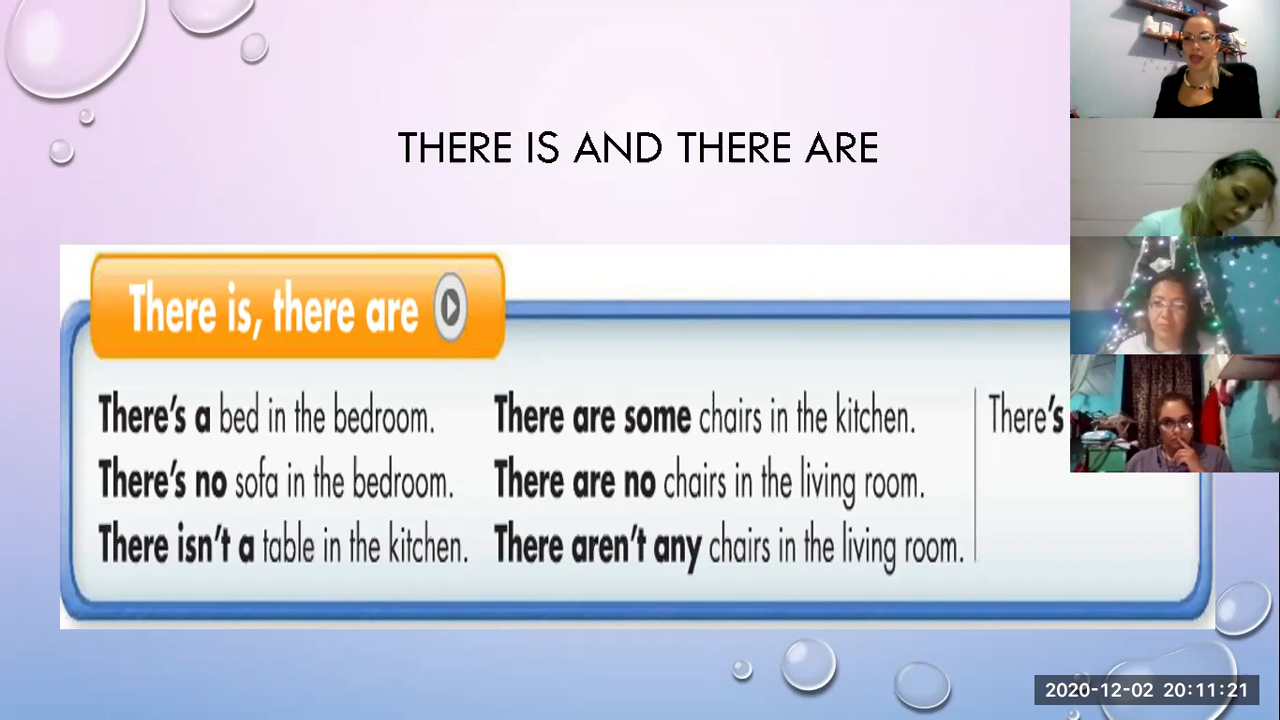 THERE IS AND THERE ARE
There is, there are
There's a bed in the bedroom.
There's no sofa in the bedroom.
There isn't a table in the kitchen.
There are some chairs in the kitchen.
There are no chairs in the living room.
There aren't any chairs in the living room.
There's
2020-12-02 20:11:21